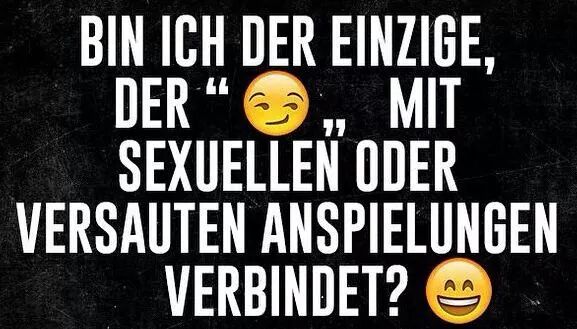 BIN ICH DER EINZIGE,
DER “ 😏 „ MIT
SEXUELLEN ODER
VERSAUTEN ANSPIELUNGEN
VERBINDET? 😄